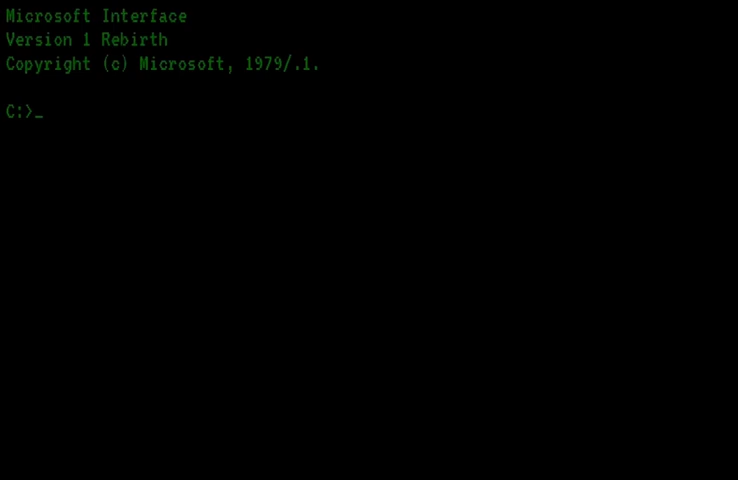 Microsoft Interface
Version 1 Rebirth
Copyright (c) Microsoft, 1979/.1.
C:>_